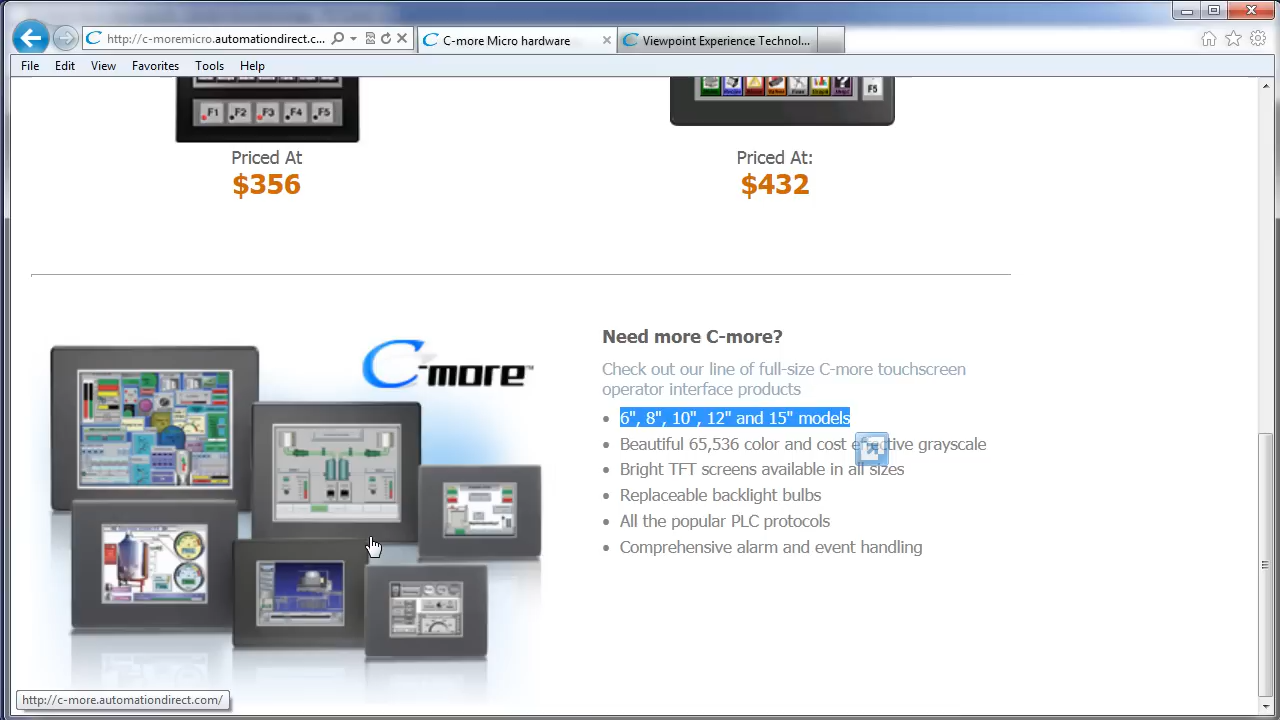 http://c-moremicro.automationdirect.c...
C-more Micro hardware
Viewpoint Experience Technol...
File Edit View Favorites Tools Help
F1 F2 F3 F4 F5
F5
Priced At
$356
Priced At:
$432
C-more™
Need more C-more?
Check out our line of full-size C-more touchscreen
operator interface products
6", 8", 10", 12" and 15" models
Beautiful 65,536 color and cost effective grayscale
Bright TFT screens available in all sizes
Replaceable backlight bulbs
All the popular PLC protocols
Comprehensive alarm and event handling
http://c-more.automationdirect.com/